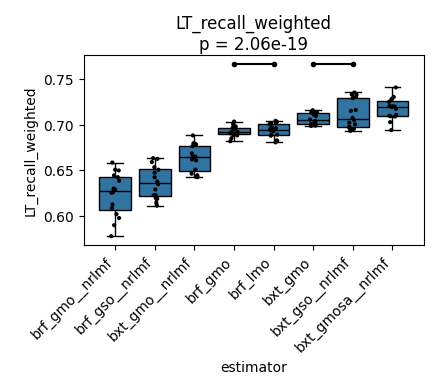 LT_recall_weighted
p = 2.06e-19
LT_recall_weighted
0.75
0.70
0.65
0.60
brf_gmo__nrlmf
brf_gso__nrlmf
bxt_gmo__nrlmf
brf_gmo
brf_lmo
bxt_gmo
bxt_gso__nrlmf
bxt_gmosa__nrlmf
estimator